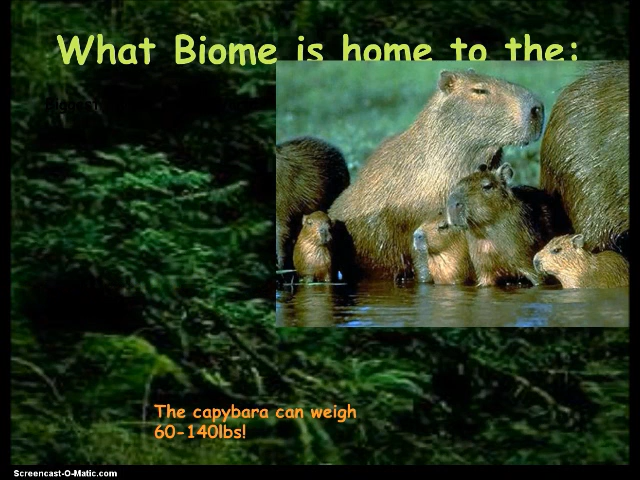 What Biome is home to the:
The capybara can weigh
60-140lbs!
Screencast-O-Matic.com